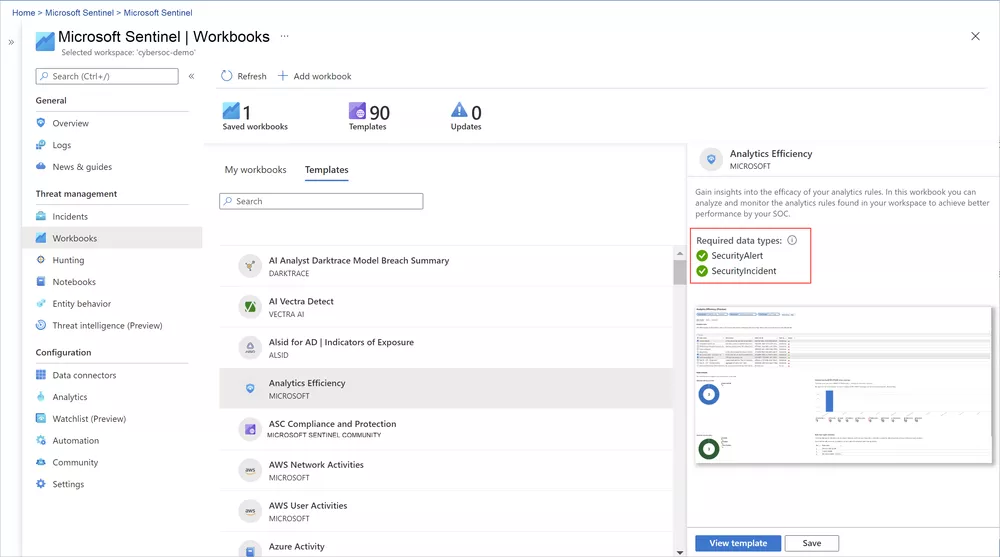 Home > Microsoft Sentinel > Microsoft Sentinel
»
Microsoft Sentinel | Workbooks ...
Selected workspace: 'cybersoc-demo'
Search (Ctrl+/)
«
General
Overview
Logs
News & guides
Threat management
Incidents
Workbooks
Hunting
Notebooks
Entity behavior
Threat intelligence (Preview)
Configuration
Data connectors
Analytics
Watchlist (Preview)
Automation
Community
Settings
Refresh
Add workbook
1
Saved workbooks
90
Templates
0
Updates
My workbooks
Templates
Search
AI Analyst Darktrace Model Breach Summary
DARKTRACE
AI Vectra Detect
VECTRA AI
Alsid for AD | Indicators of Exposure
ALSID
Analytics Efficiency
MICROSOFT
ASC Compliance and Protection
MICROSOFT SENTINEL COMMUNITY
aws
AWS Network Activities
MICROSOFT
aws
AWS User Activities
MICROSOFT
Azure Activity
Analytics Efficiency
MICROSOFT
Gain insights into the efficacy of your analytics rules. In this workbook you can
analyze and monitor the analytics rules found in your workspace to achieve better
performance by your SOC.
Required data types:
SecurityAlert
SecurityIncident
View template
Save